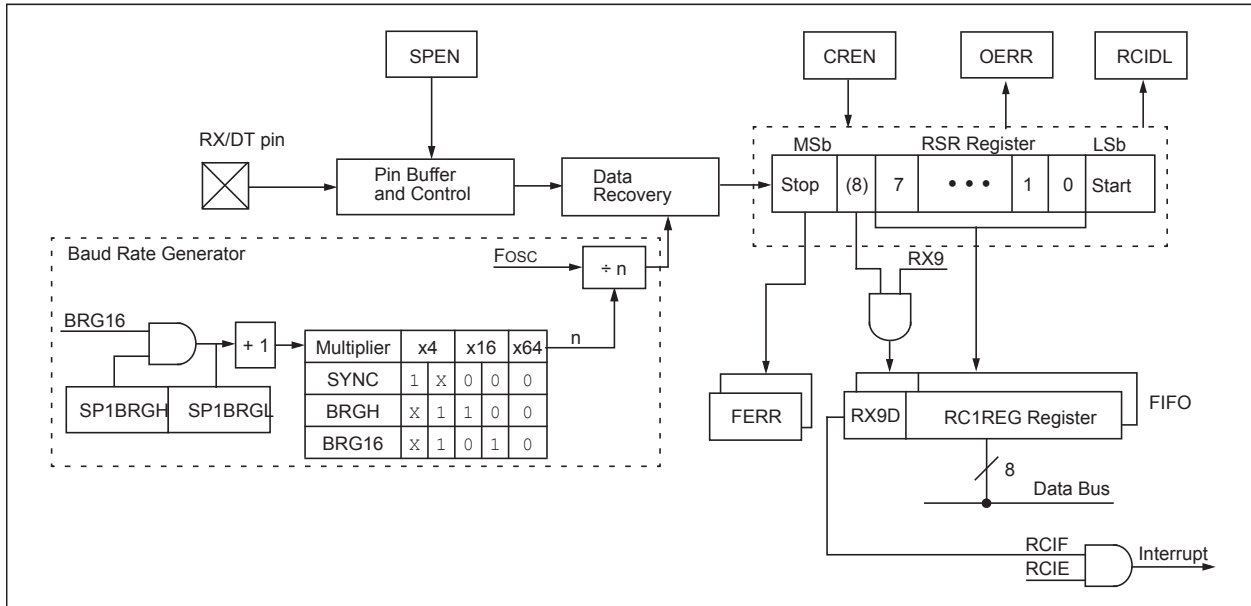 SPEN
CREN
OERR
RCIDL
RX/DT pin
Pin Buffer
and Control
Data
Recovery
MSb
RSR Register
LSb
Stop
(8)
7
• • •
1
0
Start
Baud Rate Generator
FOSC
÷ n
n
BRG16
+ 1
SP1BRGH
SP1BRGL
Multiplier x4 x16 x64
SYNC 1 X 0 0 0
BRGH X 1 1 0 0
BRG16 X 1 0 1 0
RX9
FERR
RX9D
RC1REG Register
FIFO
8
Data Bus
RCIF
RCIE
Interrupt